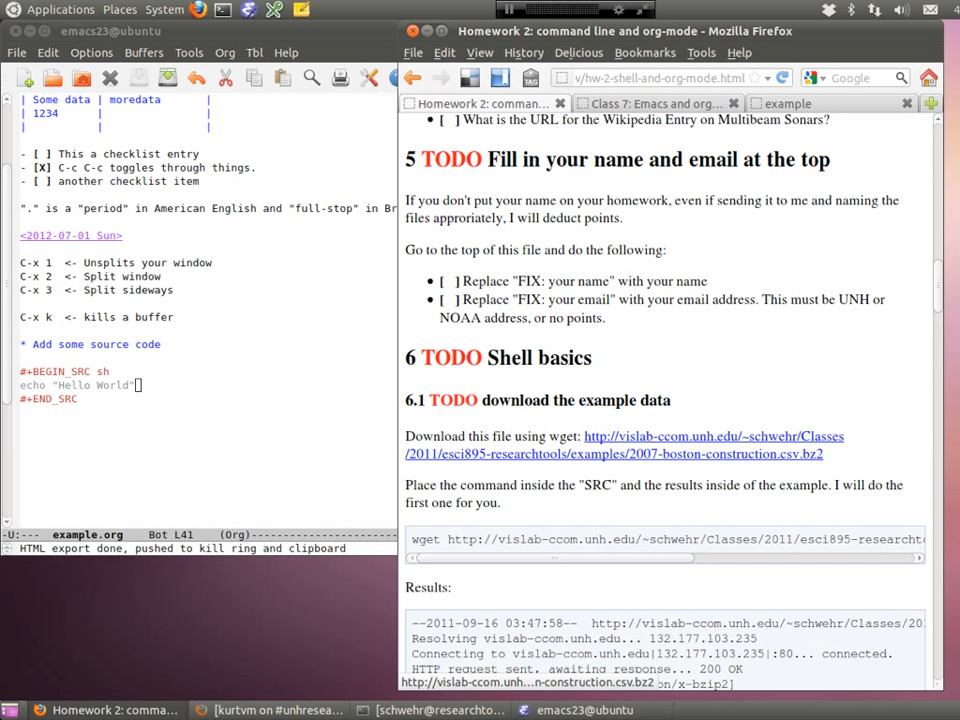 Applications Places System
emacs23@ubuntu
File Edit Options Buffers Tools Org Tbl Help
| Some data | moredata |
| 1234 | |
| | |
- [ ] This a checklist entry
- [X] C-c C-c toggles through things.
- [ ] another checklist item
"." is a "period" in American English and "full-stop" in Br
<2012-07-01 Sun>
C-x 1 <- Unsplits your window
C-x 2 <- Split window
C-x 3 <- Split sideways
C-x k <- kills a buffer
* Add some source code
#+BEGIN_SRC sh
echo "Hello World"
#+END_SRC
-U:--- example.org Bot L41 (Org)
HTML export done, pushed to kill ring and clipboard
Homework 2: command line and org-mode - Mozilla Firefox
File Edit View History Delicious Bookmarks Tools Help
TAG
v/hw-2-shell-and-org-mode.html
Google
Homework 2: comman...
Class 7: Emacs and org-...
example
[ ] What is the URL for the Wikipedia Entry on Multibeam Sonars?
5 TODO Fill in your name and email at the top
If you don't put your name on your homework, even if sending it to me and naming the
files approriately, I will deduct points.
Go to the top of this file and do the following:
• [ ] Replace "FIX: your name" with your name
• [ ] Replace "FIX: your email" with your email address. This must be UNH or
NOAA address, or no points.
6 TODO Shell basics
6.1 TODO download the example data
Download this file using wget: http://vislab-ccom.unh.edu/~schwehr/Classes
/2011/esci895-researchtools/examples/2007-boston-construction.csv.bz2
Place the command inside the "SRC" and the results inside of the example. I will do the
first one for you.
wget http://vislab-ccom.unh.edu/~schwehr/Classes/2011/esci895-researchto
Results:
--2011-09-16 03:47:58-- http://vislab-ccom.unh.edu/~schwehr/Classes/20
Resolving vislab-ccom.unh.edu... 132.177.103.235
Connecting to vislab-ccom.unh.edu|132.177.103.235|:80... connected.
HTTP request sent, awaiting response... 200 OK
on/x-bzip2]
http://vislab-ccom.unh...n-construction.csv.bz2
Homework 2: comma...
[kurtvm on #unhresea...
[schwehr@researchto...
emacs23@ubuntu